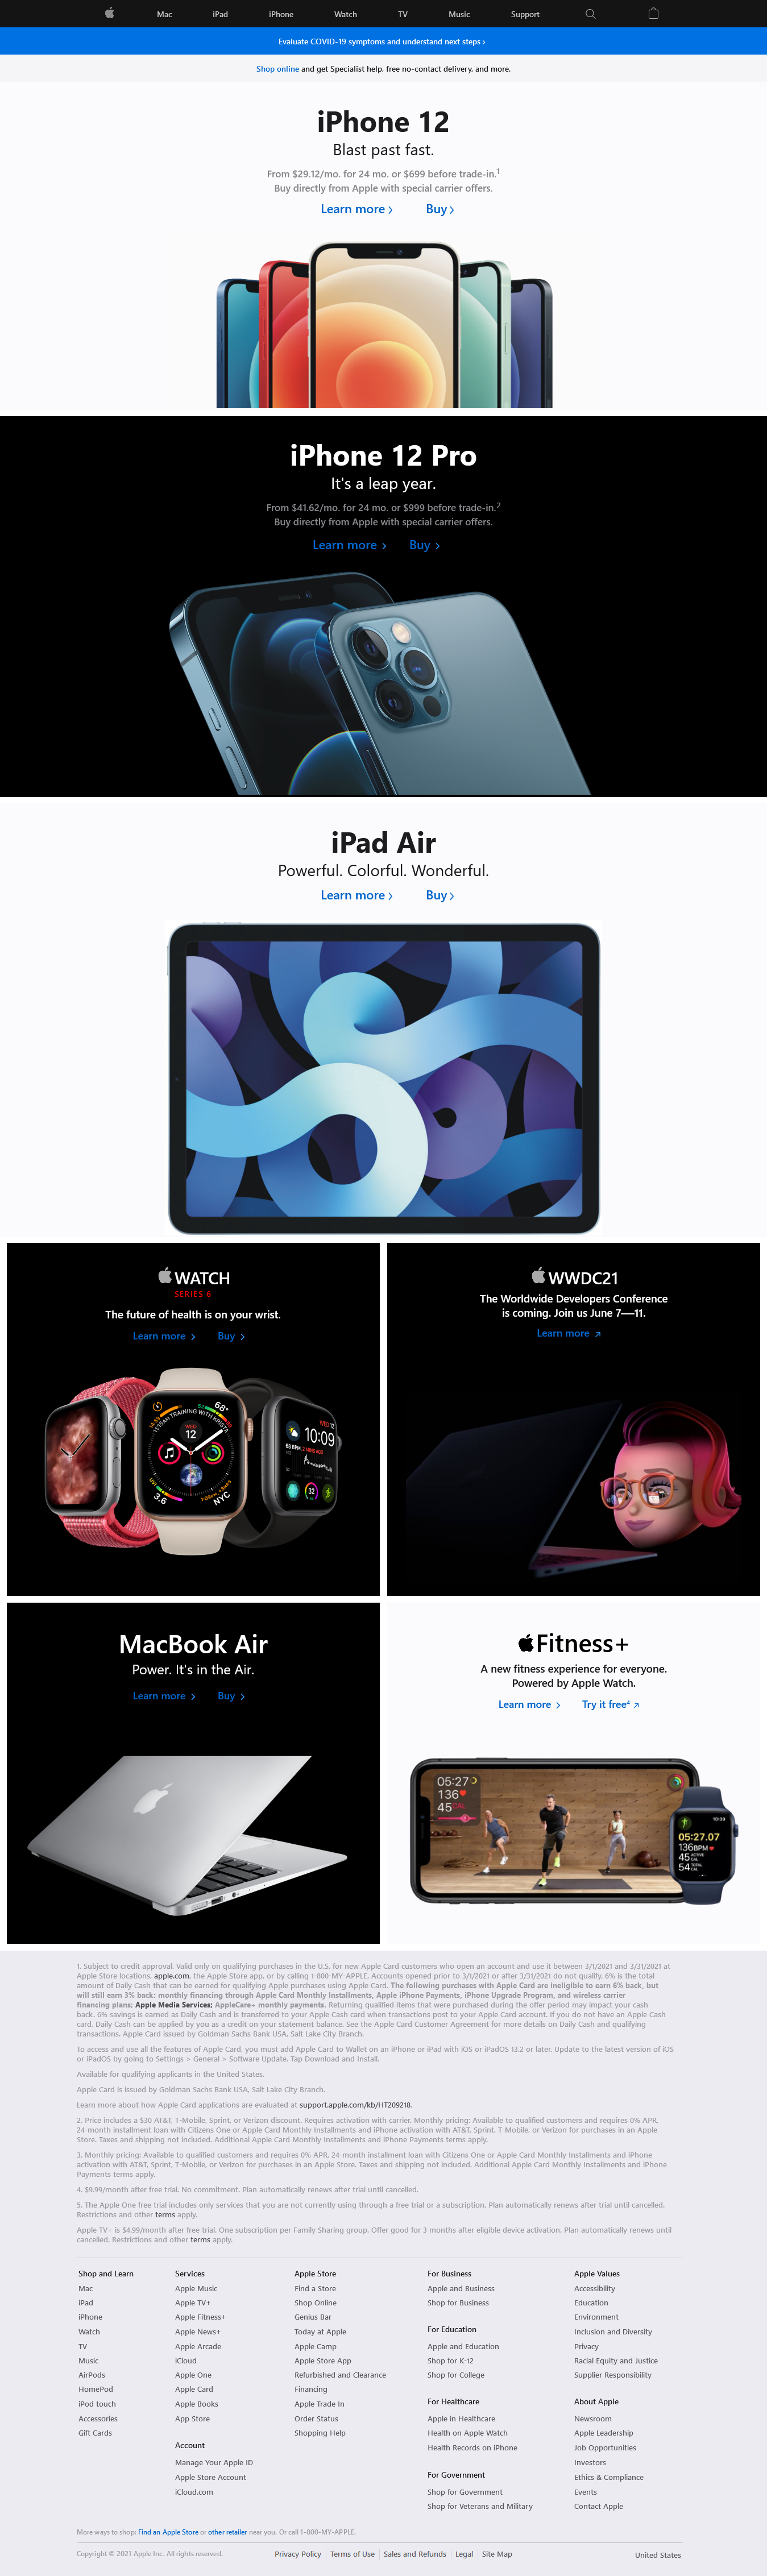 Mac iPad iPhone Watch TV Music Support
Evaluate COVID-19 symptoms and understand next steps ›
Shop online and get Specialist help, free no-contact delivery, and more.
iPhone 12
Blast past fast.
From $29.12/mo. for 24 mo. or $699 before trade-in.1
Buy directly from Apple with special carrier offers.
Learn more › Buy ›
iPhone 12 Pro
It's a leap year.
From $41.62/mo. for 24 mo. or $999 before trade-in.2
Buy directly from Apple with special carrier offers.
Learn more › Buy ›
iPad Air
Powerful. Colorful. Wonderful.
Learn more › Buy ›
WATCH
SERIES 6
The future of health is on your wrist.
Learn more › Buy ›
11:15AM TRAINING WITH KRISTA
68°
WED
12
UVI
3.6
NYC
WED 12
10:09
68 BPM, 2 MINS AGO
32
WWDC21
The Worldwide Developers Conference
is coming. Join us June 7—11.
Learn more ↗
MacBook Air
Power. It's in the Air.
Learn more › Buy ›
Fitness+
A new fitness experience for everyone.
Powered by Apple Watch.
Learn more › Try it free4 ↗
05:27
136
45CAL
10:09
05:27.07
136BPM
45 ACTIVE CAL
54 TOTAL CAL
1. Subject to credit approval. Valid only on qualifying purchases in the U.S. for new Apple Card customers who open an account and use it between 3/1/2021 and 3/31/2021 at
Apple Store locations, apple.com, the Apple Store app, or by calling 1-800-MY-APPLE. Accounts opened prior to 3/1/2021 or after 3/31/2021 do not qualify. 6% is the total
amount of Daily Cash that can be earned for qualifying Apple purchases using Apple Card. The following purchases with Apple Card are ineligible to earn 6% back, but
will still earn 3% back: monthly financing through Apple Card Monthly Installments, Apple iPhone Payments, iPhone Upgrade Program, and wireless carrier
financing plans; Apple Media Services; AppleCare+ monthly payments. Returning qualified items that were purchased during the offer period may impact your cash
back. 6% savings is earned as Daily Cash and is transferred to your Apple Cash card when transactions post to your Apple Card account. If you do not have an Apple Cash
card, Daily Cash can be applied by you as a credit on your statement balance. See the Apple Card Customer Agreement for more details on Daily Cash and qualifying
transactions. Apple Card issued by Goldman Sachs Bank USA, Salt Lake City Branch.
To access and use all the features of Apple Card, you must add Apple Card to Wallet on an iPhone or iPad with iOS or iPadOS 13.2 or later. Update to the latest version of iOS
or iPadOS by going to Settings > General > Software Update. Tap Download and Install.
Available for qualifying applicants in the United States.
Apple Card is issued by Goldman Sachs Bank USA, Salt Lake City Branch.
Learn more about how Apple Card applications are evaluated at support.apple.com/kb/HT209218.
2. Price includes a $30 AT&T, T-Mobile, Sprint, or Verizon discount. Requires activation with carrier. Monthly pricing: Available to qualified customers and requires 0% APR,
24-month installment loan with Citizens One or Apple Card Monthly Installments and iPhone activation with AT&T, Sprint, T-Mobile, or Verizon for purchases in an Apple
Store. Taxes and shipping not included. Additional Apple Card Monthly Installments and iPhone Payments terms apply.
3. Monthly pricing: Available to qualified customers and requires 0% APR, 24-month installment loan with Citizens One or Apple Card Monthly Installments and iPhone
activation with AT&T, Sprint, T-Mobile, or Verizon for purchases in an Apple Store. Taxes and shipping not included. Additional Apple Card Monthly Installments and iPhone
Payments terms apply.
4. $9.99/month after free trial. No commitment. Plan automatically renews after trial until cancelled.
5. The Apple One free trial includes only services that you are not currently using through a free trial or a subscription. Plan automatically renews after trial until cancelled.
Restrictions and other terms apply.
Apple TV+ is $4.99/month after free trial. One subscription per Family Sharing group. Offer good for 3 months after eligible device activation. Plan automatically renews until
cancelled. Restrictions and other terms apply.
Shop and Learn
Mac
iPad
iPhone
Watch
TV
Music
AirPods
HomePod
iPod touch
Accessories
Gift Cards
Services
Apple Music
Apple TV+
Apple Fitness+
Apple News+
Apple Arcade
iCloud
Apple One
Apple Card
Apple Books
App Store
Account
Manage Your Apple ID
Apple Store Account
iCloud.com
Apple Store
Find a Store
Shop Online
Genius Bar
Today at Apple
Apple Camp
Apple Store App
Refurbished and Clearance
Financing
Apple Trade In
Order Status
Shopping Help
For Business
Apple and Business
Shop for Business
For Education
Apple and Education
Shop for K-12
Shop for College
For Healthcare
Apple in Healthcare
Health on Apple Watch
Health Records on iPhone
For Government
Shop for Government
Shop for Veterans and Military
Apple Values
Accessibility
Education
Environment
Inclusion and Diversity
Privacy
Racial Equity and Justice
Supplier Responsibility
About Apple
Newsroom
Apple Leadership
Job Opportunities
Investors
Ethics & Compliance
Events
Contact Apple
More ways to shop: Find an Apple Store or other retailer near you. Or call 1-800-MY-APPLE.
Copyright © 2021 Apple Inc. All rights reserved. Privacy Policy | Terms of Use | Sales and Refunds | Legal | Site Map United States